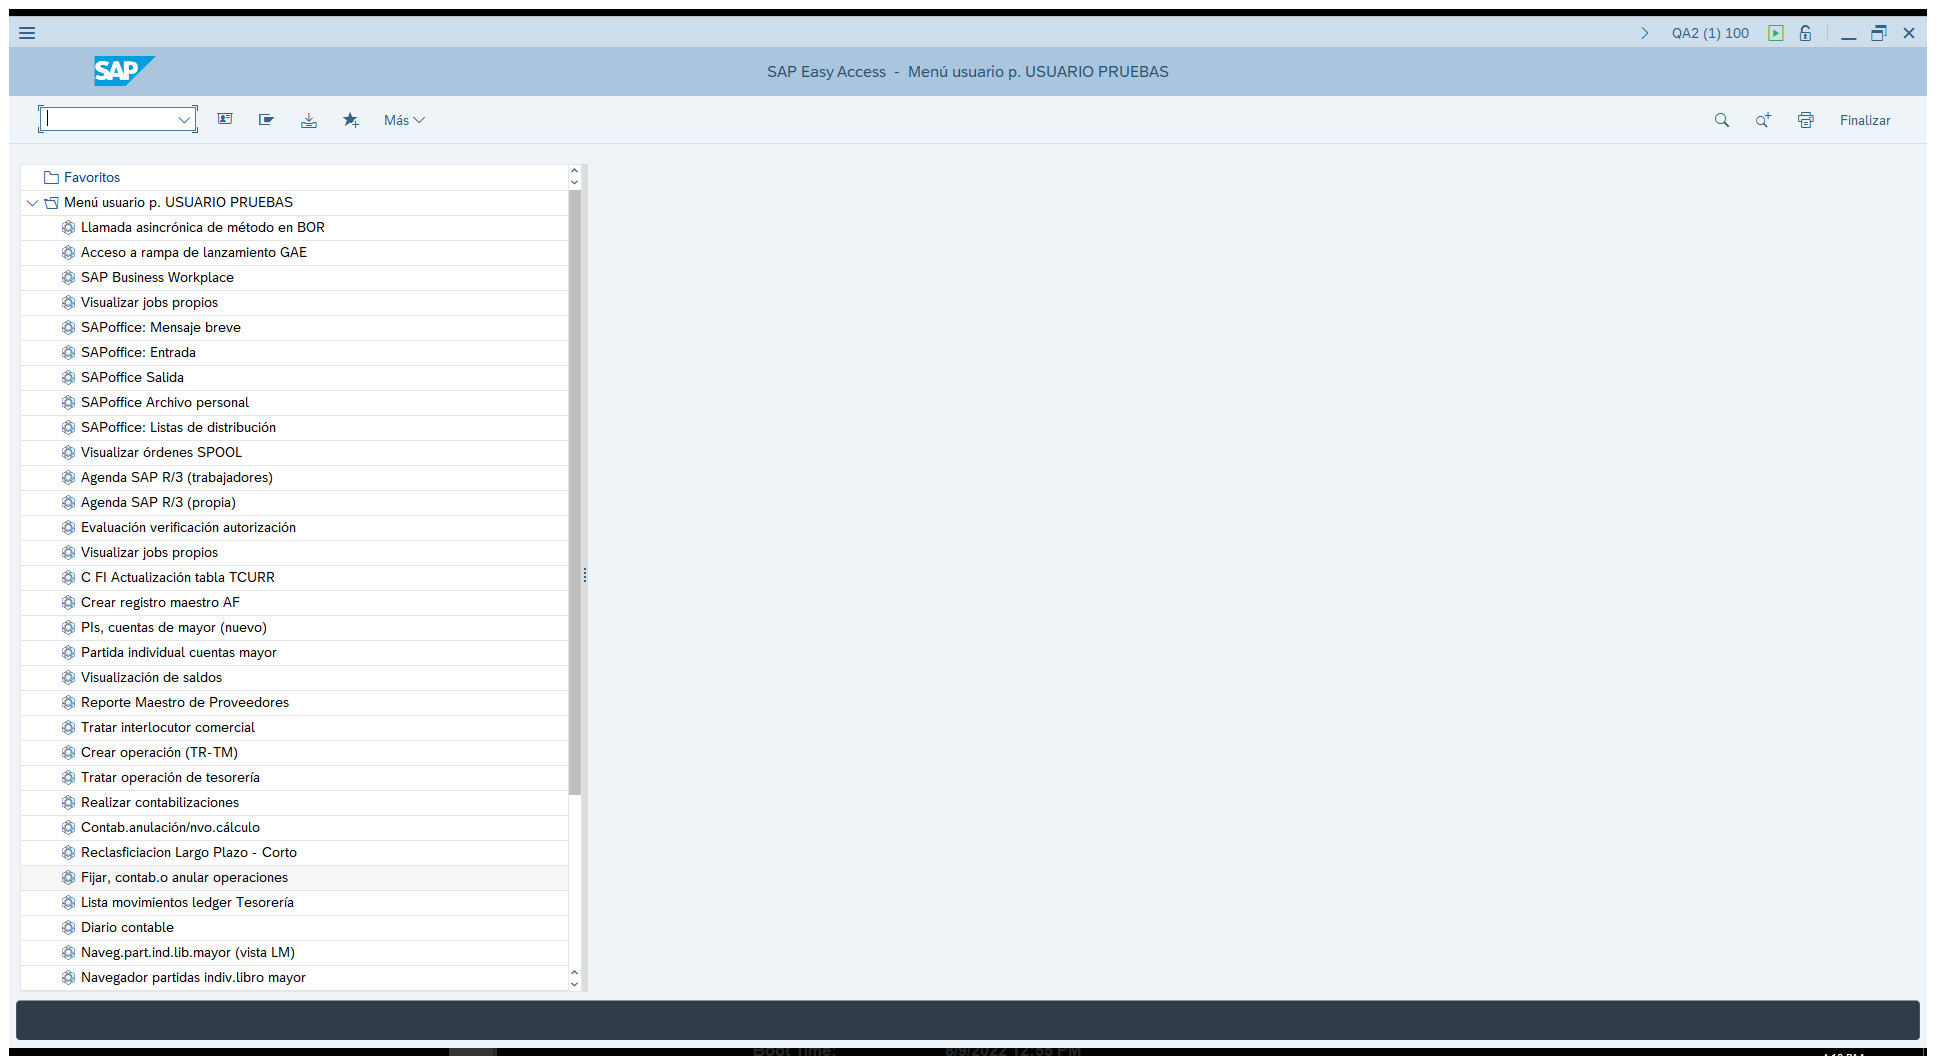 QA2 (1) 100
SAP
SAP Easy Access - Menú usuario p. USUARIO PRUEBAS
Más
Finalizar
Favoritos
Menú usuario p. USUARIO PRUEBAS
Llamada asincrónica de método en BOR
Acceso a rampa de lanzamiento GAE
SAP Business Workplace
Visualizar jobs propios
SAPoffice: Mensaje breve
SAPoffice: Entrada
SAPoffice Salida
SAPoffice Archivo personal
SAPoffice: Listas de distribución
Visualizar órdenes SPOOL
Agenda SAP R/3 (trabajadores)
Agenda SAP R/3 (propia)
Evaluación verificación autorización
Visualizar jobs propios
C FI Actualización tabla TCURR
Crear registro maestro AF
PIs, cuentas de mayor (nuevo)
Partida individual cuentas mayor
Visualización de saldos
Reporte Maestro de Proveedores
Tratar interlocutor comercial
Crear operación (TR-TM)
Tratar operación de tesorería
Realizar contabilizaciones
Contab.anulación/nvo.cálculo
Reclasficiacion Largo Plazo - Corto
Fijar, contab.o anular operaciones
Lista movimientos ledger Tesorería
Diario contable
Naveg.part.ind.lib.mayor (vista LM)
Navegador partidas indiv.libro mayor
Boot Time: 8/9/2022 12:55 PM